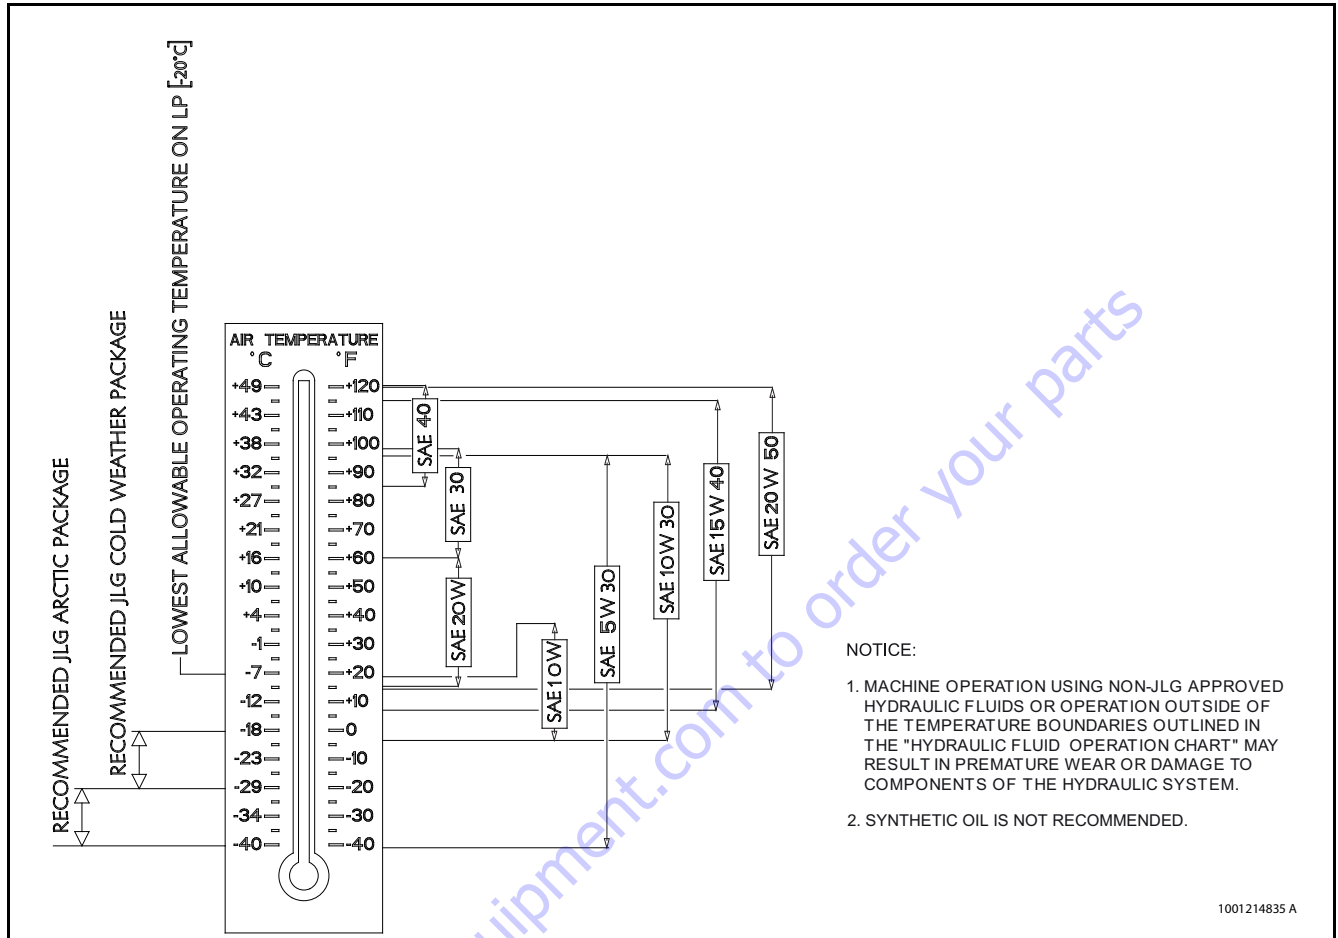 RECOMMENDED JLG ARCTIC PACKAGE
RECOMMENDED JLG COLD WEATHER PACKAGE
LOWEST ALLOWABLE OPERATING TEMPERATURE ON LP [-20°C]
AIR TEMPERATURE
°C °F
+49 +120
+43 +110
+38 +100
+32 +90
+27 +80
+21 +70
+16 +60
+10 +50
+4 +40
-1 +30
-7 +20
-12 +10
-18 0
-23 -10
-29 -20
-34 -30
-40 -40
SAE 40
SAE 30
SAE 20W
SAE 10W
SAE 5W 30
SAE 10W 30
SAE 15W 40
SAE 20W 50
NOTICE:
1. MACHINE OPERATION USING NON-JLG APPROVED
HYDRAULIC FLUIDS OR OPERATION OUTSIDE OF
THE TEMPERATURE BOUNDARIES OUTLINED IN
THE "HYDRAULIC FLUID OPERATION CHART" MAY
RESULT IN PREMATURE WEAR OR DAMAGE TO
COMPONENTS OF THE HYDRAULIC SYSTEM.
2. SYNTHETIC OIL IS NOT RECOMMENDED.
1001214835 A
.com to order your parts